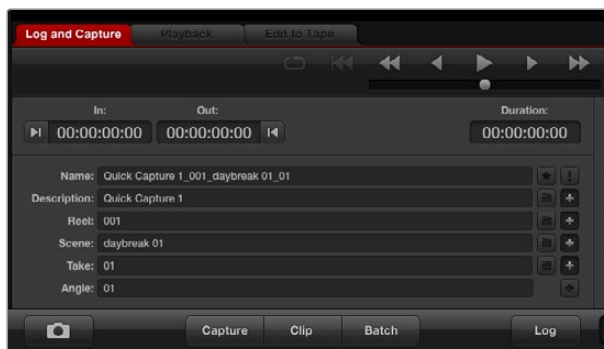 Log and Capture Playback Edit to Tape
In: Out: Duration:
00:00:00:00 00:00:00:00 00:00:00:00
Name: Quick Capture 1_001_daybreak 01_01
Description: Quick Capture 1
Reel: 001
Scene: daybreak 01
Take: 01
Angle: 01
Capture Clip Batch Log